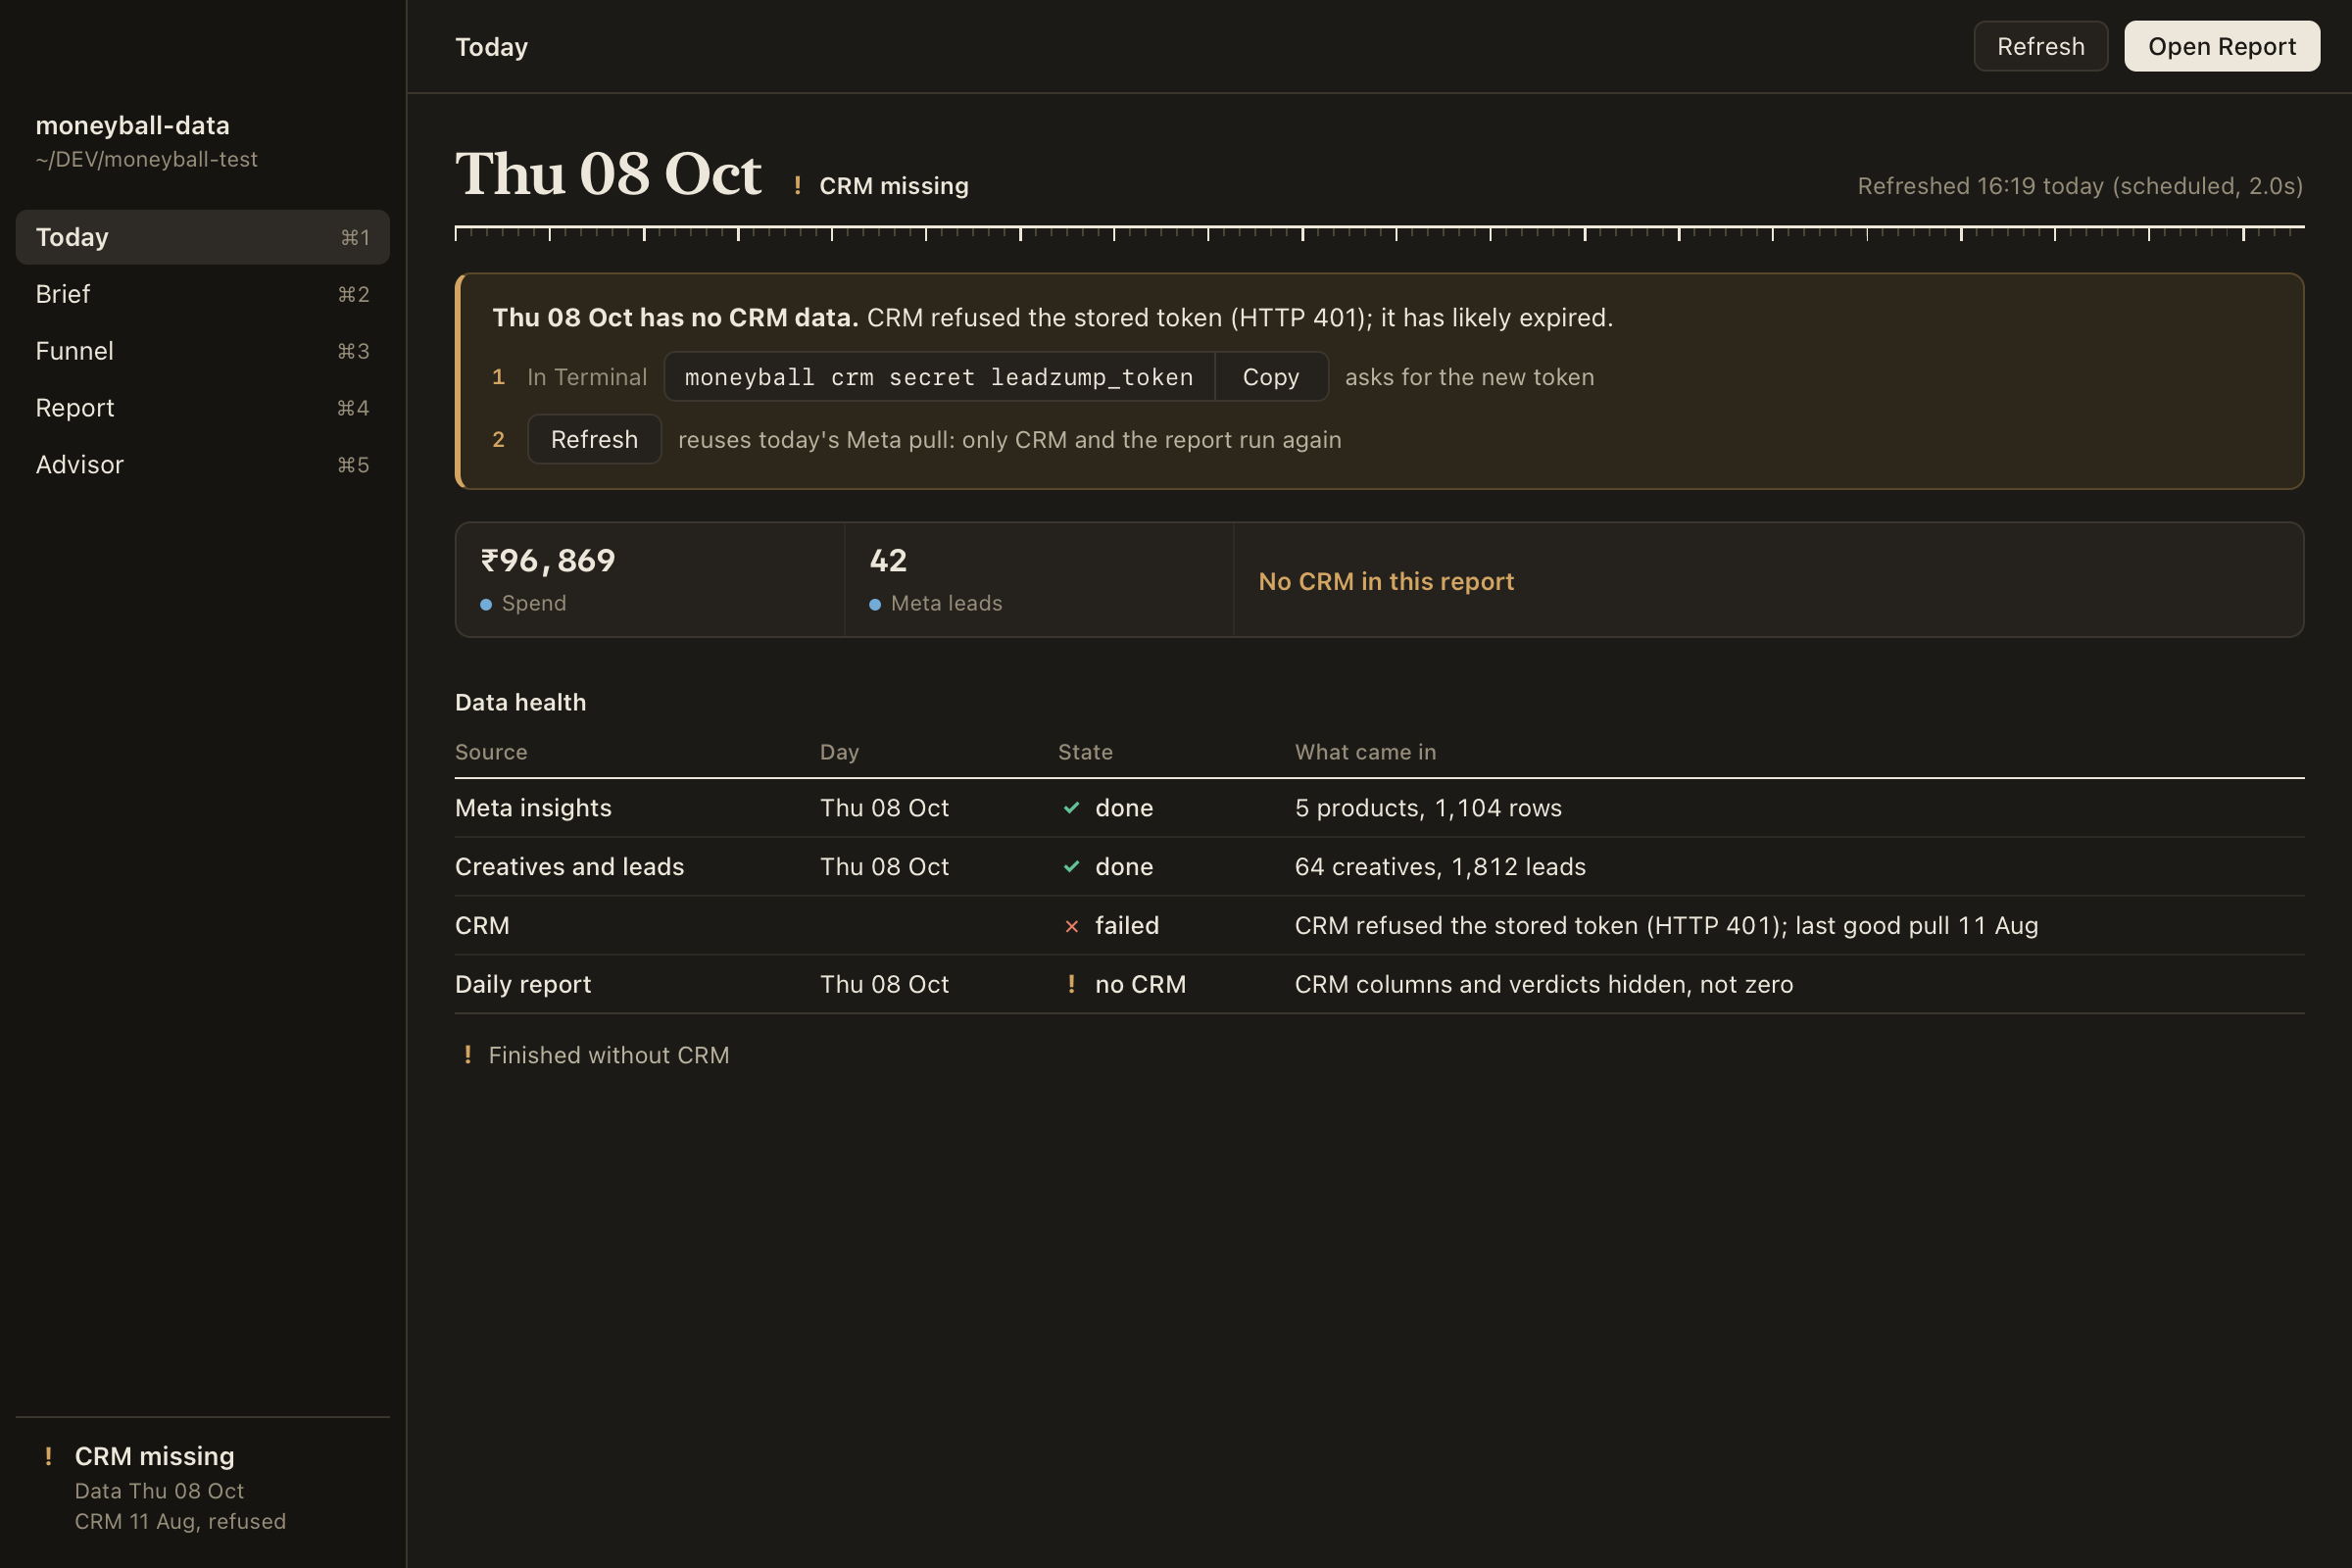 moneyball-data
~/DEV/moneyball-test
Today ⌘1
Brief ⌘2
Funnel ⌘3
Report ⌘4
Advisor ⌘5
! CRM missing
Data Thu 08 Oct
CRM 11 Aug, refused
Today
Refresh
Open Report
Thu 08 Oct ! CRM missing
Refreshed 16:19 today (scheduled, 2.0s)
Thu 08 Oct has no CRM data. CRM refused the stored token (HTTP 401); it has likely expired.
1 In Terminal moneyball crm secret leadzump_token Copy asks for the new token
2 Refresh reuses today's Meta pull: only CRM and the report run again
₹96,869
Spend
42
Meta leads
No CRM in this report
Data health
Source Day State What came in
Meta insights Thu 08 Oct ✓ done 5 products, 1,104 rows
Creatives and leads Thu 08 Oct ✓ done 64 creatives, 1,812 leads
CRM × failed CRM refused the stored token (HTTP 401); last good pull 11 Aug
Daily report Thu 08 Oct ! no CRM CRM columns and verdicts hidden, not zero
! Finished without CRM